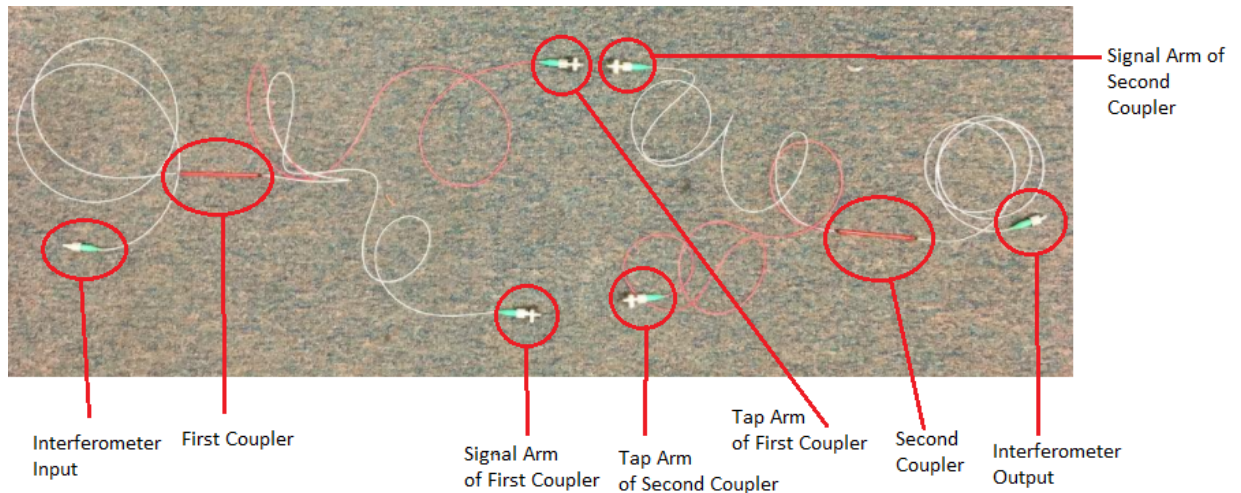 Signal Arm of
Second
Coupler
Interferometer
Input
First Coupler
Signal Arm
of First Coupler
Tap Arm
of Second Coupler
Tap Arm
of First Coupler
Second
Coupler
Interferometer
Output